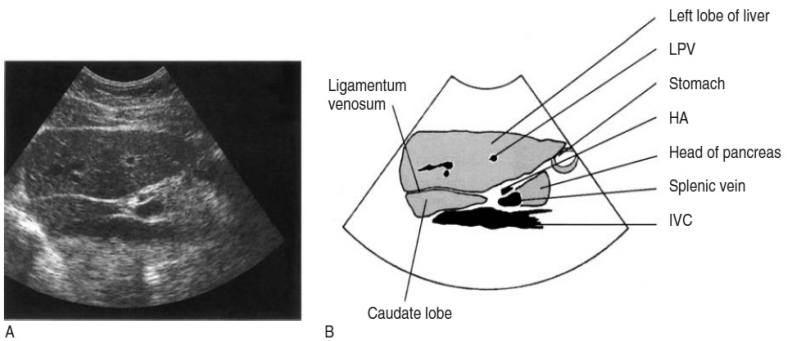 Left lobe of liver
LPV
Ligamentum
venosum
Stomach
HA
Head of pancreas
Splenic vein
IVC
Caudate lobe
A
B